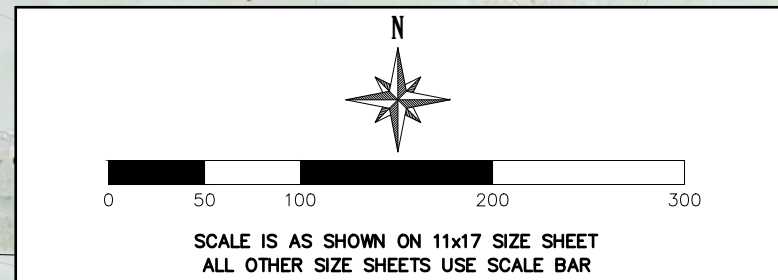 N
0 50 100 200 300
SCALE IS AS SHOWN ON 11x17 SIZE SHEET
ALL OTHER SIZE SHEETS USE SCALE BAR